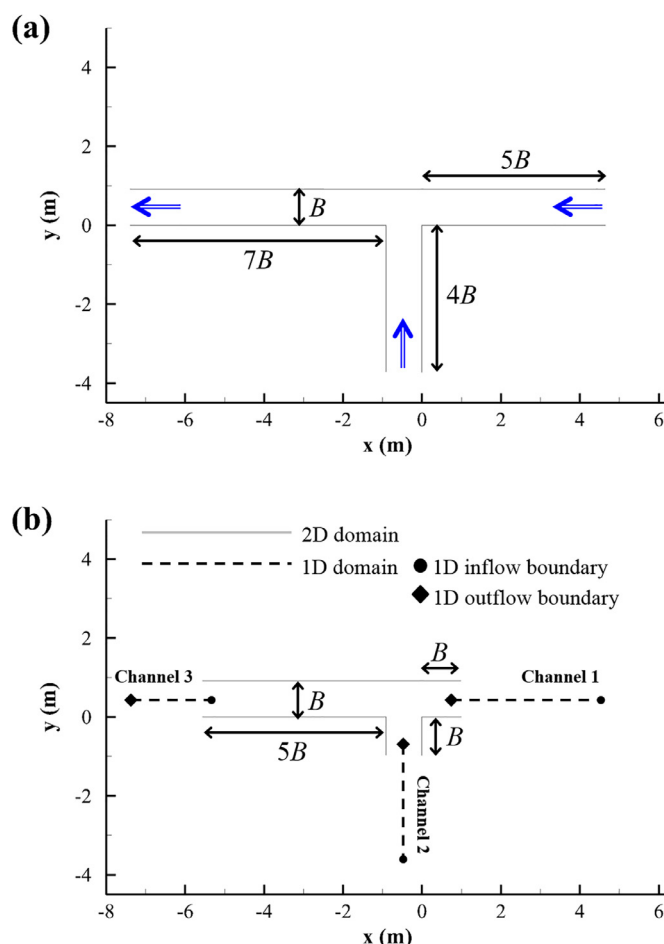 (a)
4
2
0
-2
-4
y (m)
5B
B
7B
4B
-8 -6 -4 -2 0 2 4 6
x (m)
(b)
4
2
0
-2
-4
y (m)
2D domain
1D domain
1D inflow boundary
1D outflow boundary
B
Channel 3
Channel 1
B
5B
B
Channel 2
-8 -6 -4 -2 0 2 4 6
x (m)